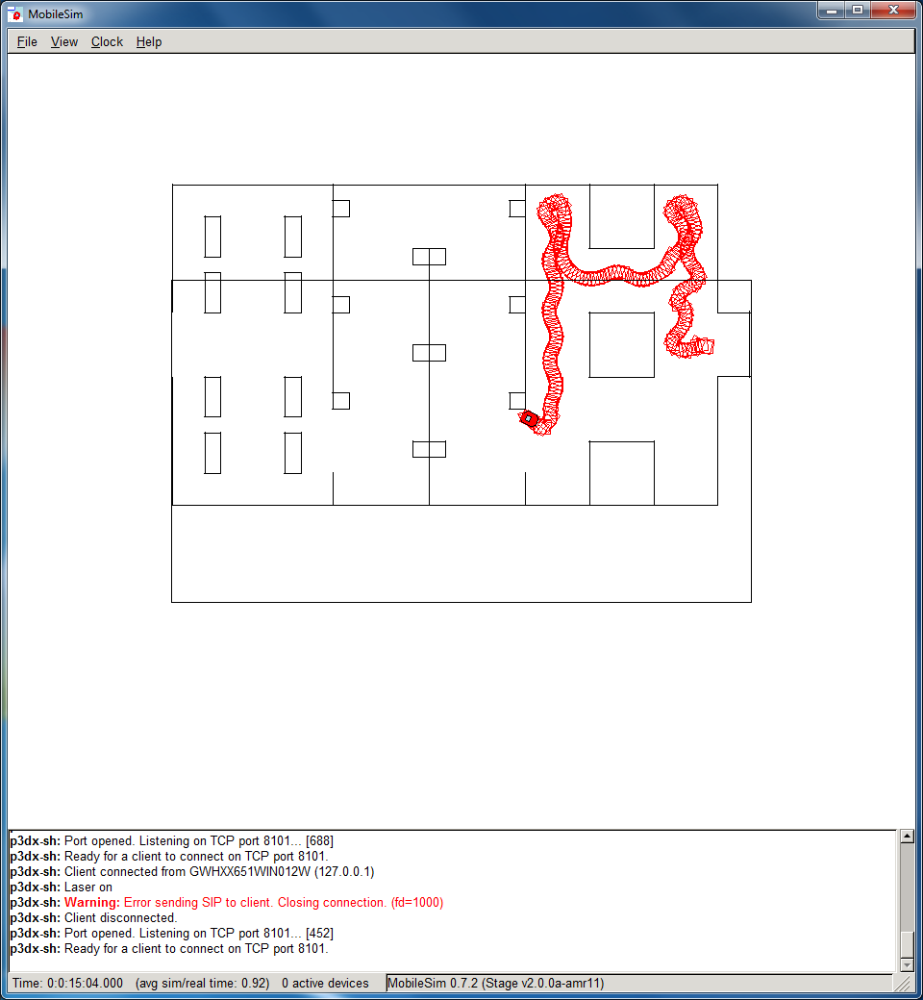 MobileSim
File View Clock Help
p3dx-sh: Port opened. Listening on TCP port 8101... [688]
p3dx-sh: Ready for a client to connect on TCP port 8101.
p3dx-sh: Client connected from GWHXX651WIN012W (127.0.0.1)
p3dx-sh: Laser on
p3dx-sh: Warning: Error sending SIP to client. Closing connection. (fd=1000)
p3dx-sh: Client disconnected.
p3dx-sh: Port opened. Listening on TCP port 8101... [452]
p3dx-sh: Ready for a client to connect on TCP port 8101.
Time: 0:0:15:04.000 (avg sim/real time: 0.92) 0 active devices MobileSim 0.7.2 (Stage v2.0.0a-amr11)